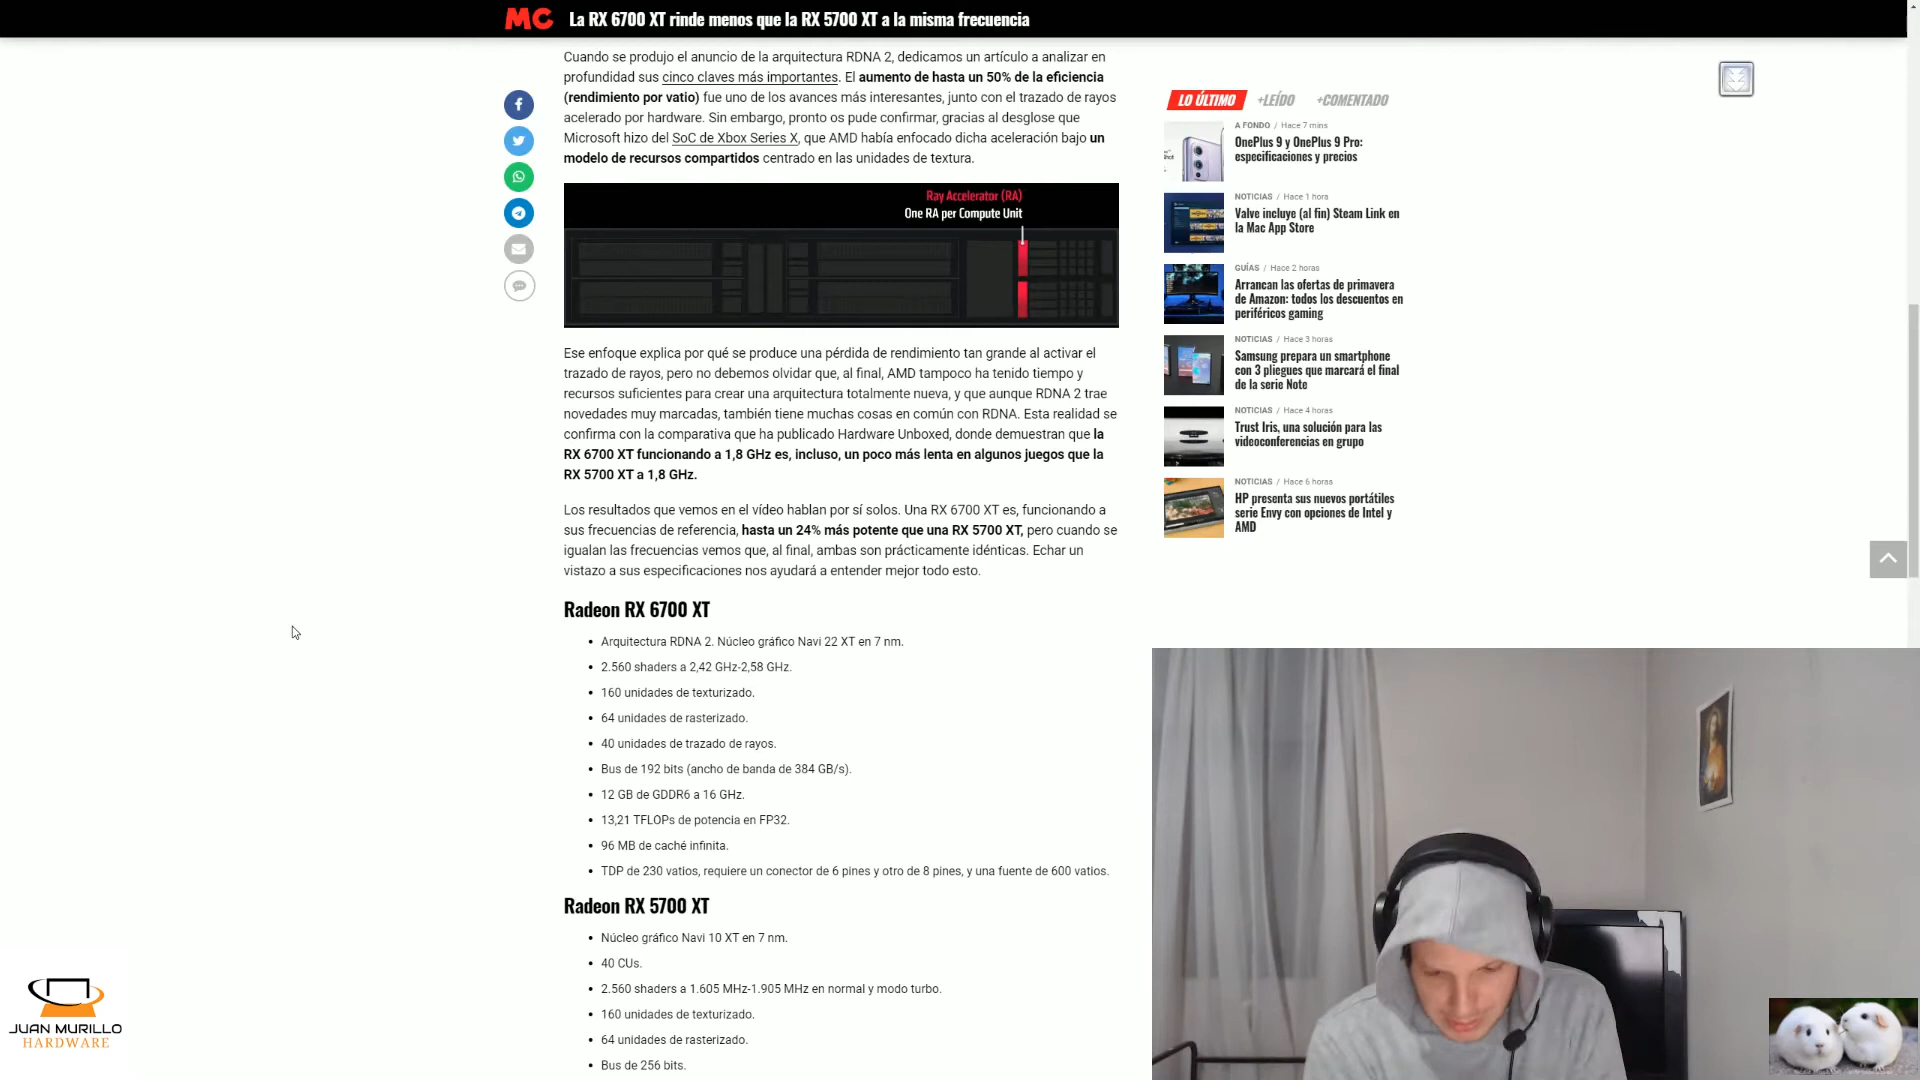 MC La RX 6700 XT rinde menos que la RX 5700 XT a la misma frecuencia
Cuando se produjo el anuncio de la arquitectura RDNA 2, dedicamos un artículo a analizar en
profundidad sus cinco claves más importantes. El aumento de hasta un 50% de la eficiencia
(rendimiento por vatio) fue uno de los avances más interesantes, junto con el trazado de rayos
acelerado por hardware. Sin embargo, pronto os pude confirmar, gracias al desglose que
Microsoft hizo del SoC de Xbox Series X, que AMD había enfocado dicha aceleración bajo un
modelo de recursos compartidos centrado en las unidades de textura.
Ray Accelerator (RA)
One RA per Compute Unit
Ese enfoque explica por qué se produce una pérdida de rendimiento tan grande al activar el
trazado de rayos, pero no debemos olvidar que, al final, AMD tampoco ha tenido tiempo y
recursos suficientes para crear una arquitectura totalmente nueva, y que aunque RDNA 2 trae
novedades muy marcadas, también tiene muchas cosas en común con RDNA. Esta realidad se
confirma con la comparativa que ha publicado Hardware Unboxed, donde demuestran que la
RX 6700 XT funcionando a 1,8 GHz es, incluso, un poco más lenta en algunos juegos que la
RX 5700 XT a 1,8 GHz.
Los resultados que vemos en el vídeo hablan por sí solos. Una RX 6700 XT es, funcionando a
sus frecuencias de referencia, hasta un 24% más potente que una RX 5700 XT, pero cuando se
igualan las frecuencias vemos que, al final, ambas son prácticamente idénticas. Echar un
vistazo a sus especificaciones nos ayudará a entender mejor todo esto.
Radeon RX 6700 XT
• Arquitectura RDNA 2. Núcleo gráfico Navi 22 XT en 7 nm.
• 2.560 shaders a 2,42 GHz-2,58 GHz.
• 160 unidades de texturizado.
• 64 unidades de rasterizado.
• 40 unidades de trazado de rayos.
• Bus de 192 bits (ancho de banda de 384 GB/s).
• 12 GB de GDDR6 a 16 GHz.
• 13,21 TFLOPs de potencia en FP32.
• 96 MB de caché infinita.
• TDP de 230 vatios, requiere un conector de 6 pines y otro de 8 pines, y una fuente de 600 vatios.
Radeon RX 5700 XT
• Núcleo gráfico Navi 10 XT en 7 nm.
• 40 CUs.
• 2.560 shaders a 1.605 MHz-1.905 MHz en normal y modo turbo.
• 160 unidades de texturizado.
• 64 unidades de rasterizado.
• Bus de 256 bits.
LO ÚLTIMO +LEÍDO +COMENTADO
A FONDO / Hace 7 mins
OnePlus 9 y OnePlus 9 Pro:
especificaciones y precios
NOTICIAS / Hace 1 hora
Valve incluye (al fin) Steam Link en
la Mac App Store
GUÍAS / Hace 2 horas
Arrancan las ofertas de primavera
de Amazon: todos los descuentos en
periféricos gaming
NOTICIAS / Hace 3 horas
Samsung prepara un smartphone
con 3 pliegues que marcará el final
de la serie Note
NOTICIAS / Hace 4 horas
Trust Iris, una solución para las
videoconferencias en grupo
NOTICIAS / Hace 6 horas
HP presenta sus nuevos portátiles
serie Envy con opciones de Intel y
AMD
JUAN MURILLO
HARDWARE